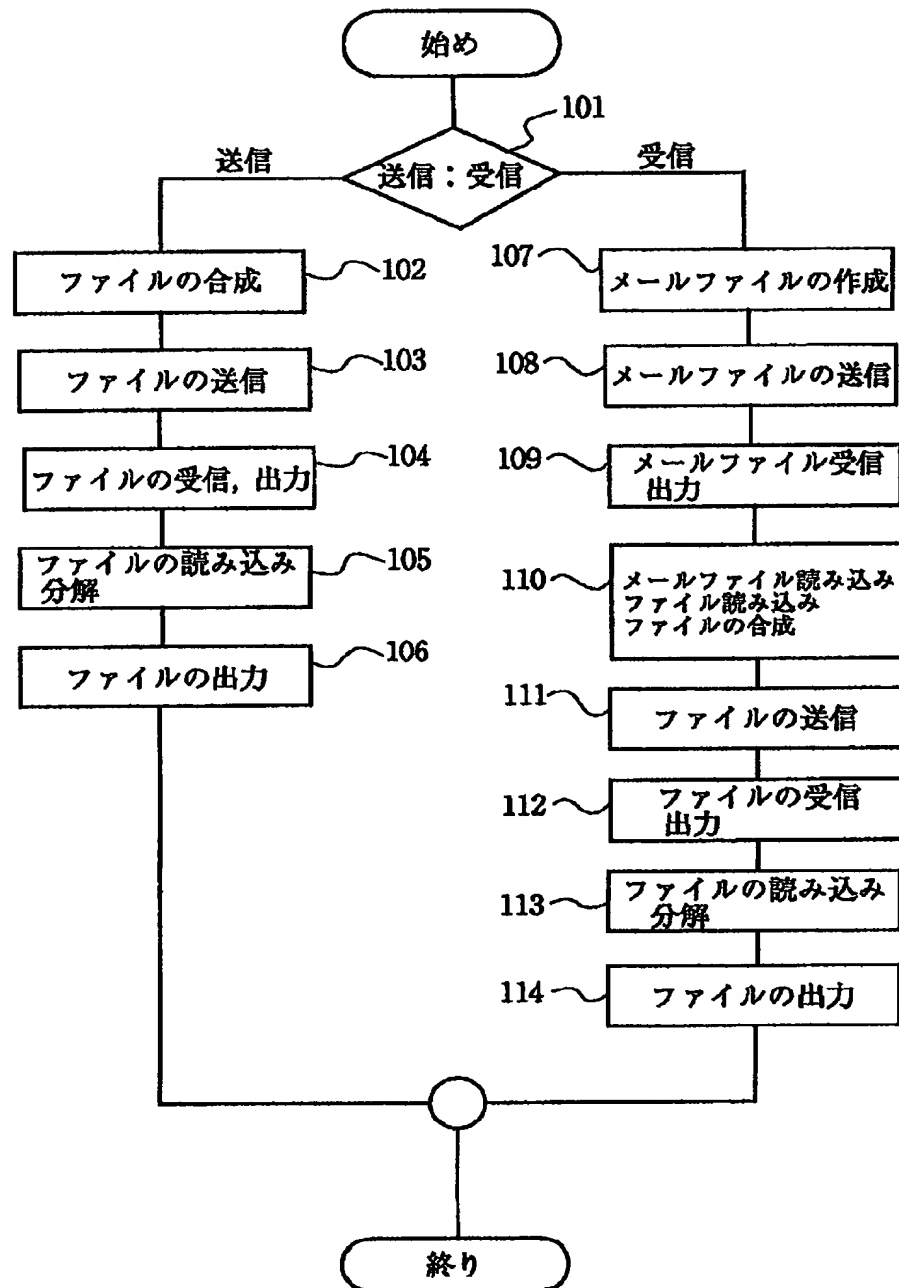 始め
101
送信：受信
送信
受信
ファイルの合成
102
ファイルの送信
103
ファイルの受信，出力
104
ファイルの読み込み
分解
105
ファイルの出力
106
107
メールファイルの作成
108
メールファイルの送信
109
メールファイル受信
出力
110
メールファイル読み込み
ファイル読み込み
ファイルの合成
111
ファイルの送信
112
ファイルの受信
出力
113
ファイルの読み込み
分解
114
ファイルの出力
終り